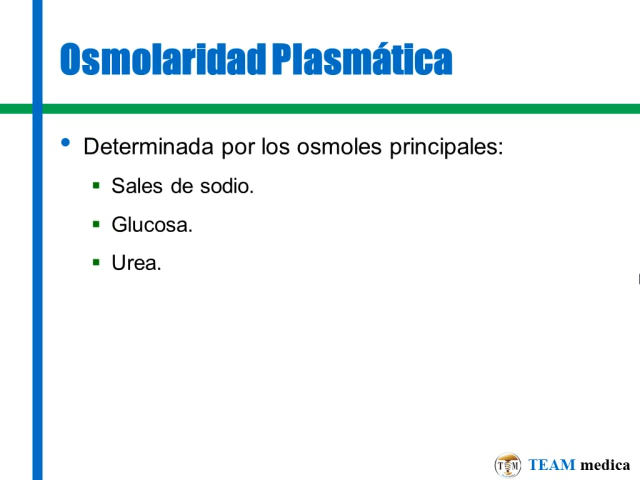 Osmolaridad Plasmática
• Determinada por los osmoles principales:
▪ Sales de sodio.
▪ Glucosa.
▪ Urea.
TEAM medica